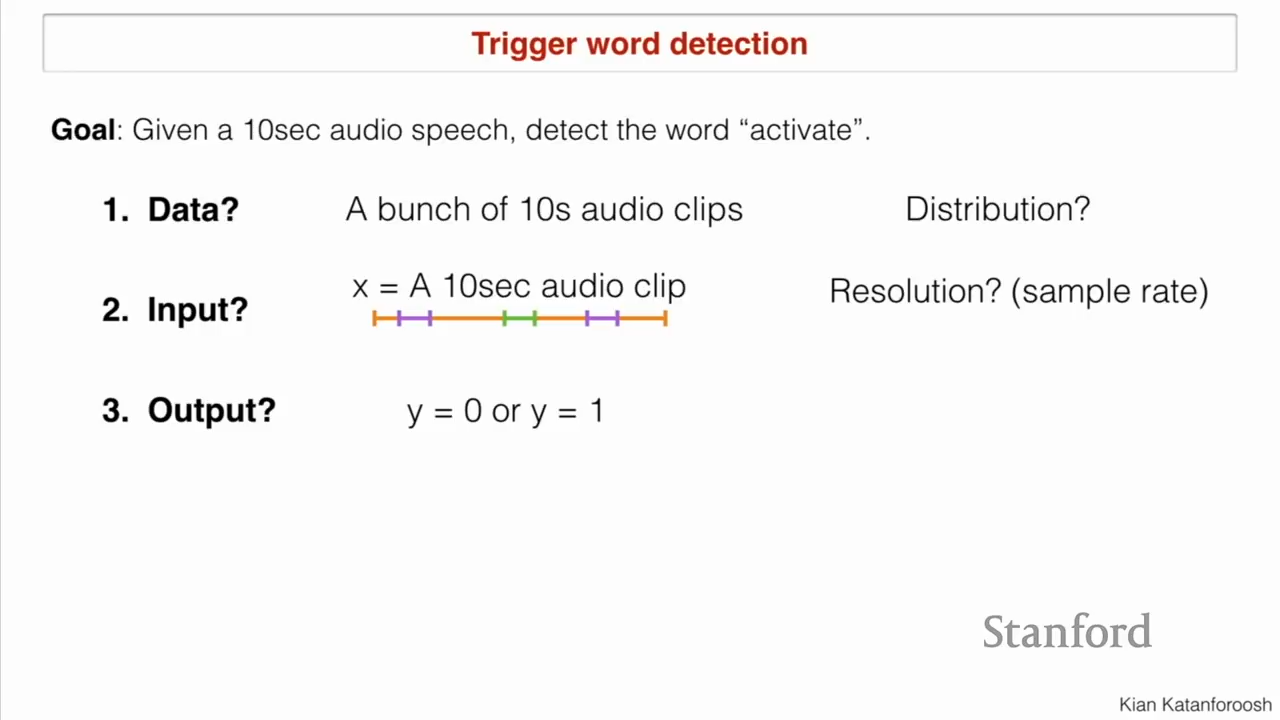 Trigger word detection
Goal: Given a 10sec audio speech, detect the word “activate”.
1. Data? A bunch of 10s audio clips Distribution?
2. Input? x = A 10sec audio clip Resolution? (sample rate)
3. Output? y = 0 or y = 1
Stanford
Kian Katanforoosh